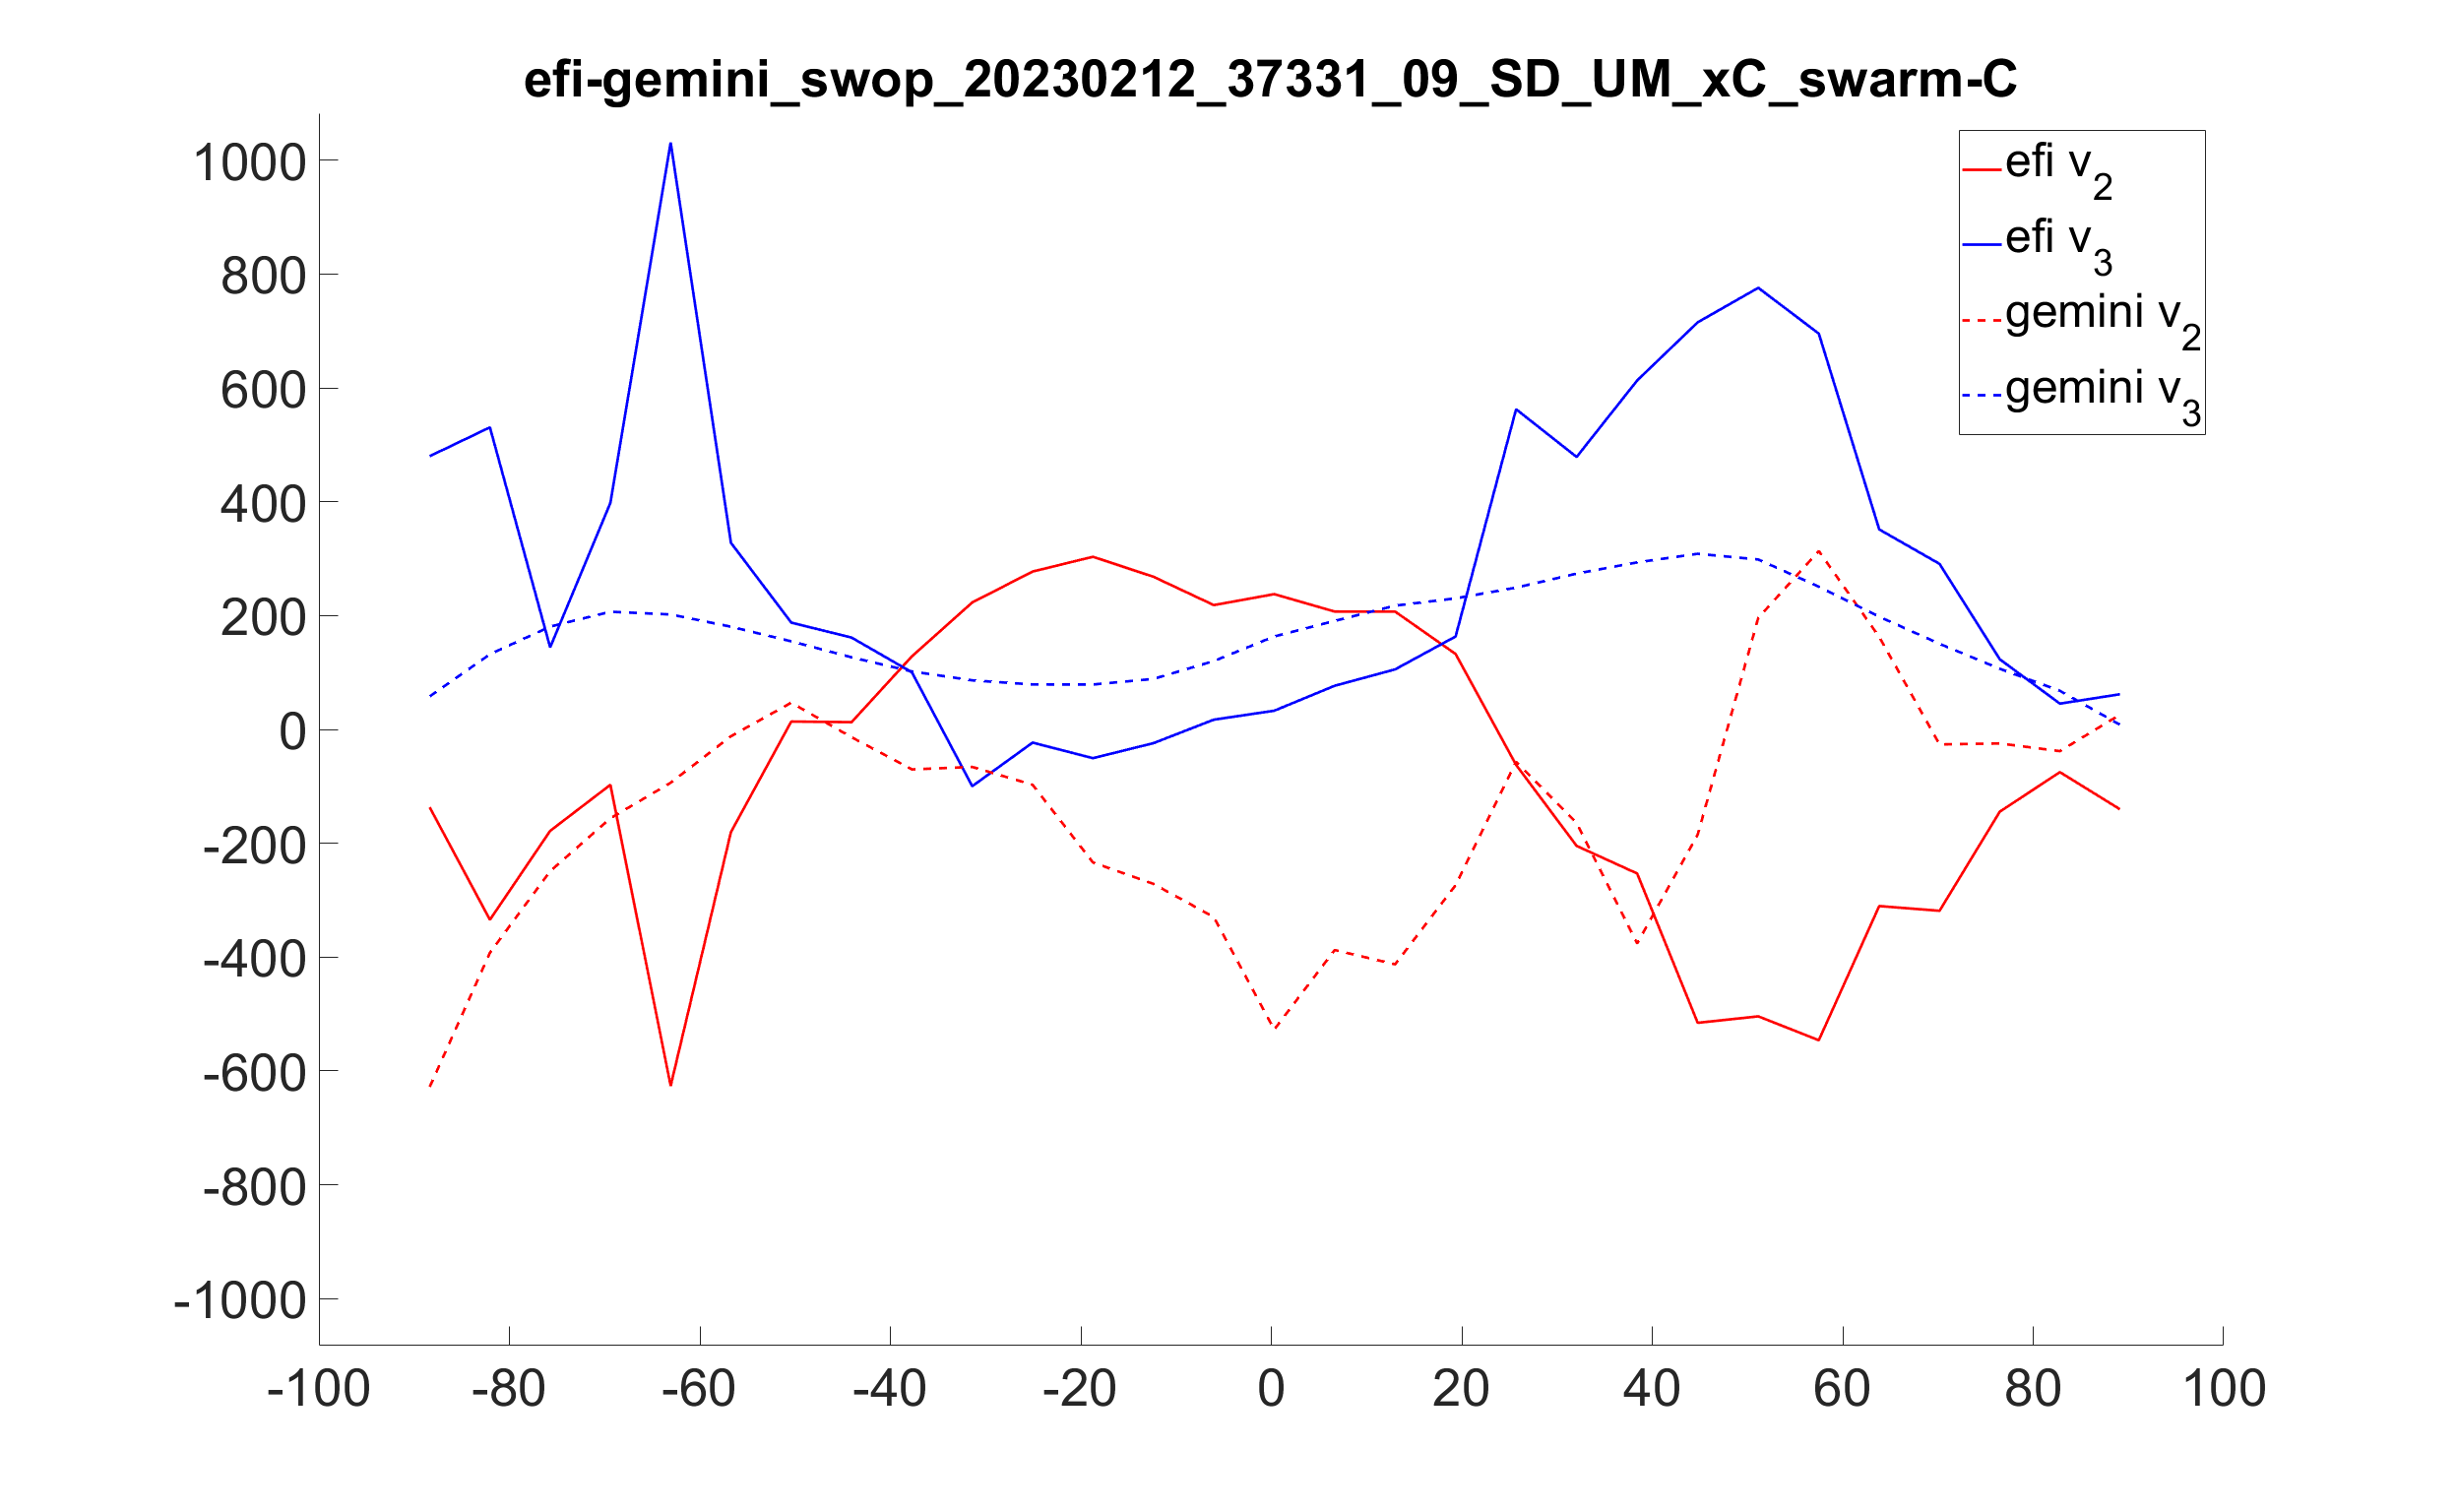 efi-gemini_swop_20230212_37331_09_SD_UM_xC_swarm-C
efi v2
efi v3
gemini v2
gemini v3
1000
800
600
400
200
0
-200
-400
-600
-800
-1000
-100 -80 -60 -40 -20 0 20 40 60 80 100